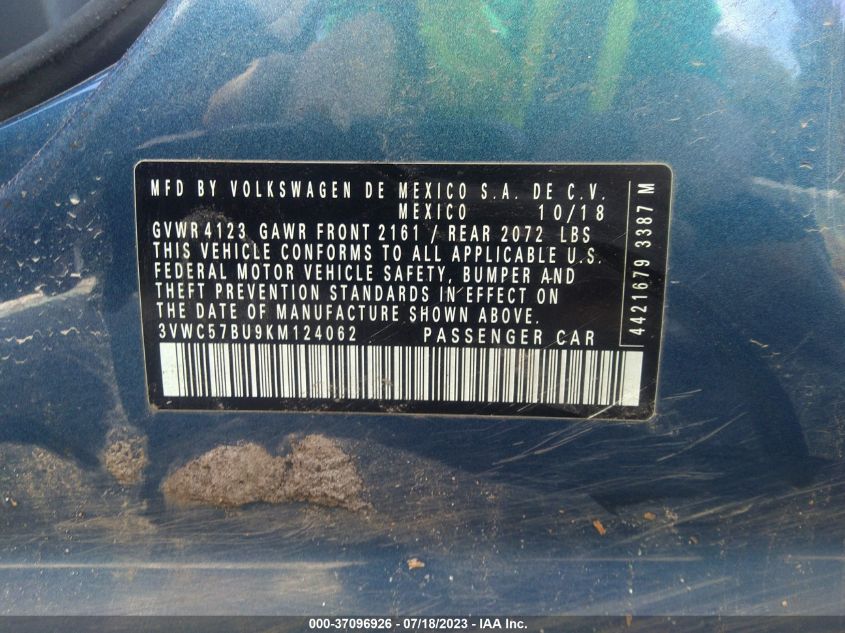 MFD BY VOLKSWAGEN DE MEXICO S.A. DE C.V.
MEXICO 10/18
GVWR 4123 GAWR FRONT 2161 / REAR 2072 LBS
THIS VEHICLE CONFORMS TO ALL APPLICABLE U.S.
FEDERAL MOTOR VEHICLE SAFETY, BUMPER AND
THEFT PREVENTION STANDARDS IN EFFECT ON
THE DATE OF MANUFACTURE SHOWN ABOVE.
3VWC57BU9KM124062 PASSENGER CAR
4421679 3387 M
000-37096926 - 07/18/2023 - IAA Inc.